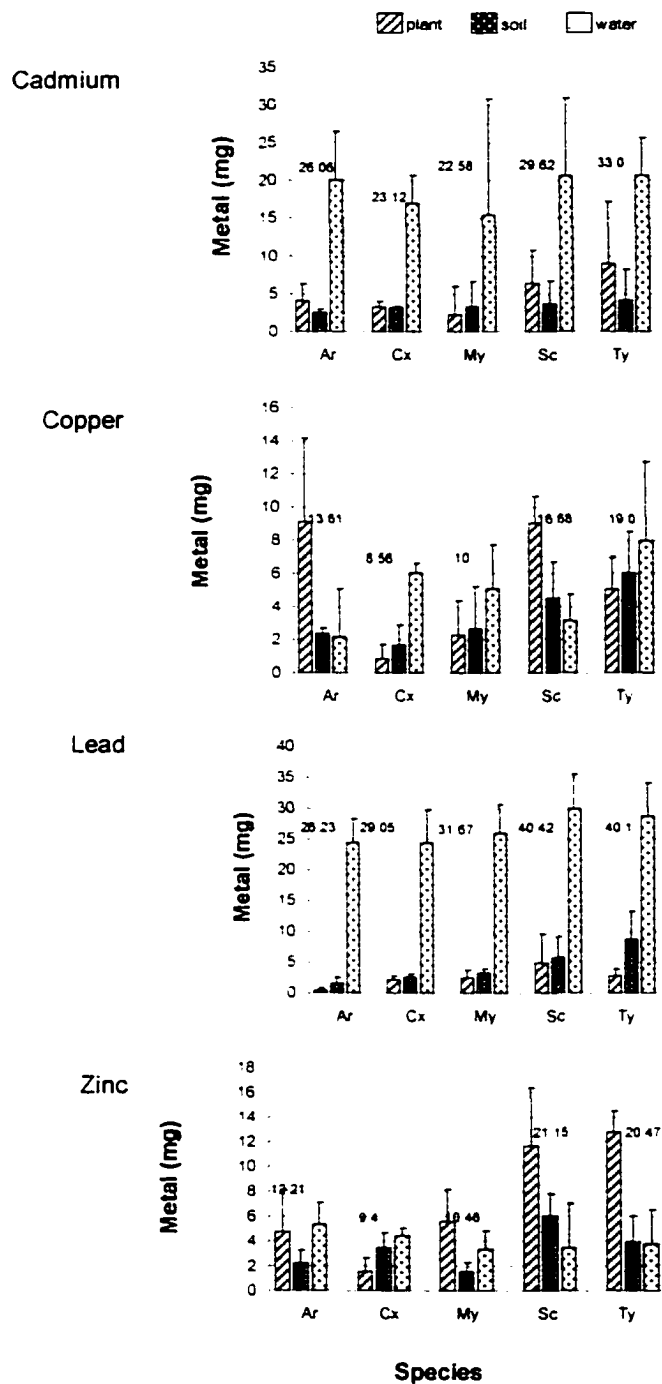 plant soil water
Cadmium
Metal (mg)
35
30
25
20
15
10
5
0
26 06 23 12 22 58 29 62 33 0
Ar Cx My Sc Ty
Copper
Metal (mg)
16
14
12
10
8
6
4
2
0
13 61 8 56 10 16 68 19 0
Ar Cx My Sc Ty
Lead
Metal (mg)
40
35
30
25
20
15
10
5
0
26 23 29 05 31 67 40 42 40 1
Ar Cx My Sc Ty
Zinc
Metal (mg)
18
16
14
12
10
8
6
4
2
0
12 21 9 4 10 46 21 15 20 47
Ar Cx My Sc Ty
Species